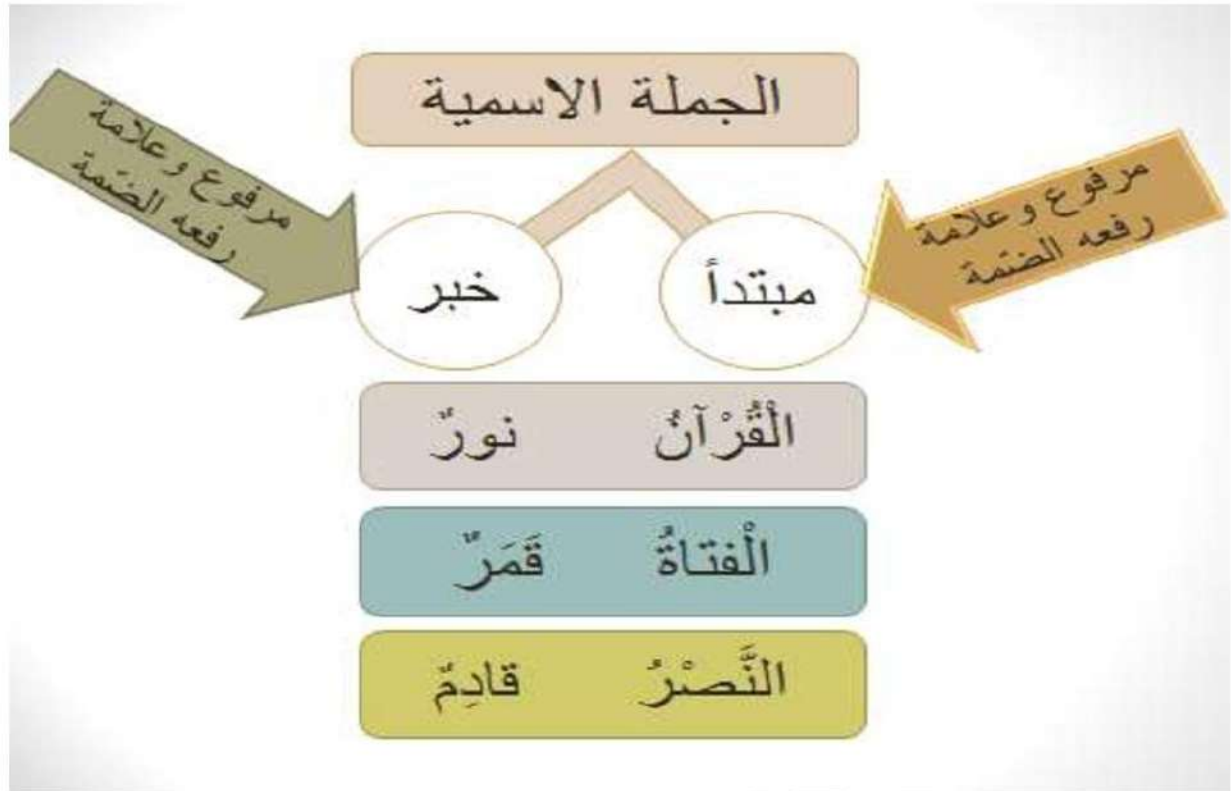 الجملة الاسمية
مرفوع وعلامة
رفعه الضمة
مرفوع وعلامة
رفعه الضمة
مبتدأ
خبر
الْقُرْآنُ نورٌ
الْفتاةُ قَمَرٌ
النَّصْرُ قادِمٌ